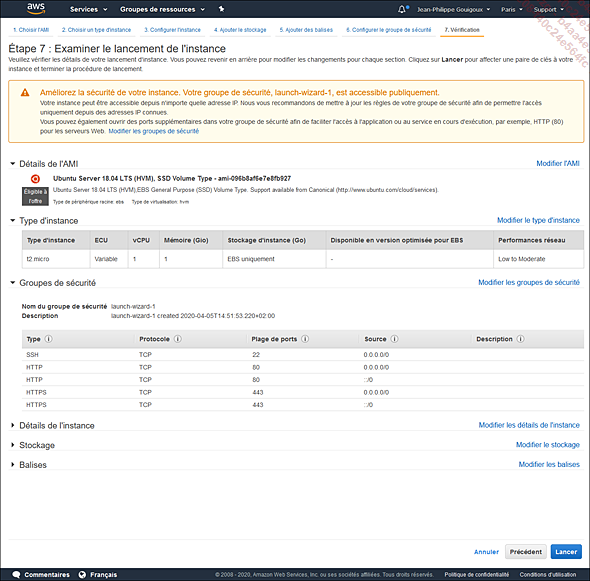 aws Services Groupes de ressources Jean-Philippe Gouigoux Paris Support
1. Choisir l'AMI 2. Choisir un type d'instance 3. Configurer l'instance 4. Ajouter le stockage 5. Ajouter des balises 6. Configurer le groupe de sécurité 7. Vérification
Étape 7 : Examiner le lancement de l'instance
Veuillez vérifier les détails de votre lancement d'instance. Vous pouvez revenir en arrière pour modifier les changements pour chaque section. Cliquez sur Lancer pour affecter une paire de clés à votre
instance et terminer la procédure de lancement.
Améliorez la sécurité de votre instance. Votre groupe de sécurité, launch-wizard-1, est accessible publiquement.
Votre instance peut être accessible depuis n'importe quelle adresse IP. Nous vous recommandons de mettre à jour les règles de votre groupe de sécurité afin de permettre l'accès
uniquement depuis des adresses IP connues.
Vous pouvez également ouvrir des ports supplémentaires dans votre groupe de sécurité afin de faciliter l'accès à l'application ou au service en cours d'exécution, par exemple, HTTP (80)
pour les serveurs Web. Modifier les groupes de sécurité
Détails de l'AMI Modifier l'AMI
Ubuntu Server 18.04 LTS (HVM), SSD Volume Type - ami-096b8af6e7e8fb927
Éligible à l'offre
Ubuntu Server 18.04 LTS (HVM),EBS General Purpose (SSD) Volume Type. Support available from Canonical (http://www.ubuntu.com/cloud/services).
Type de périphérique racine: ebs Type de virtualisation: hvm
Type d'instance Modifier le type d'instance
Type d'instance ECU vCPU Mémoire (Gio) Stockage d'instance (Go) Disponible en version optimisée pour EBS Performances réseau
t2.micro Variable 1 1 EBS uniquement - Low to Moderate
Groupes de sécurité Modifier les groupes de sécurité
Nom du groupe de sécurité launch-wizard-1
Description launch-wizard-1 created 2020-04-05T14:51:53.220+02:00
Type Protocole Plage de ports Source Description
SSH TCP 22 0.0.0.0/0
HTTP TCP 80 0.0.0.0/0
HTTP TCP 80 ::/0
HTTPS TCP 443 0.0.0.0/0
HTTPS TCP 443 ::/0
Détails de l'instance Modifier les détails de l'instance
Stockage Modifier le stockage
Balises Modifier les balises
Annuler Précédent Lancer
Commentaires Français © 2008 - 2020, Amazon Web Services, Inc. ou ses sociétés affiliées. Tous droits réservés. Politique de confidentialité Conditions d'utilisation